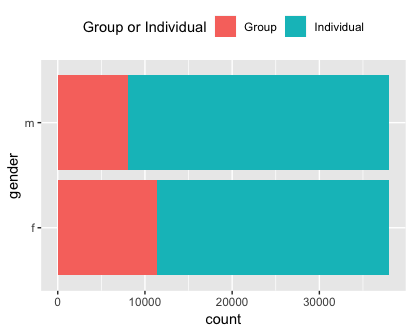 Group or Individual Group Individual
m
f
gender
0 10000 20000 30000
count